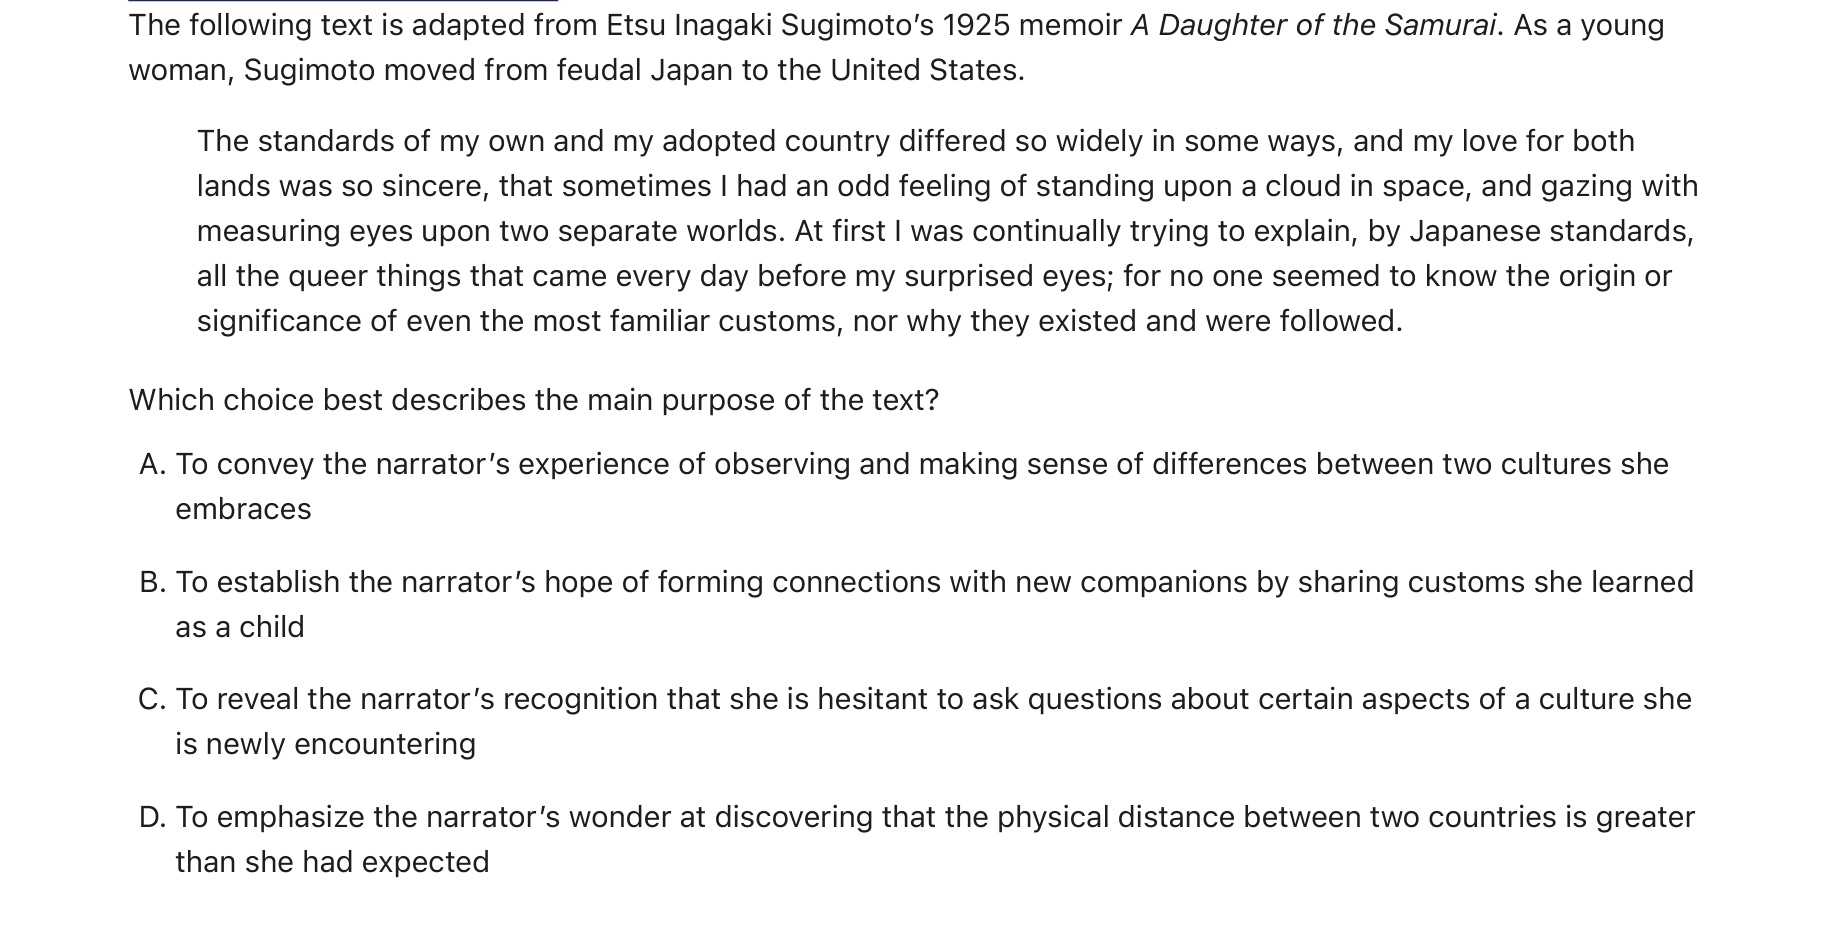 The following text is adapted from Etsu Inagaki Sugimoto’s 1925 memoir A Daughter of the Samurai. As a young
woman, Sugimoto moved from feudal Japan to the United States.
The standards of my own and my adopted country differed so widely in some ways, and my love for both
lands was so sincere, that sometimes I had an odd feeling of standing upon a cloud in space, and gazing with
measuring eyes upon two separate worlds. At first I was continually trying to explain, by Japanese standards,
all the queer things that came every day before my surprised eyes; for no one seemed to know the origin or
significance of even the most familiar customs, nor why they existed and were followed.
Which choice best describes the main purpose of the text?
A. To convey the narrator’s experience of observing and making sense of differences between two cultures she
embraces
B. To establish the narrator’s hope of forming connections with new companions by sharing customs she learned
as a child
C. To reveal the narrator’s recognition that she is hesitant to ask questions about certain aspects of a culture she
is newly encountering
D. To emphasize the narrator’s wonder at discovering that the physical distance between two countries is greater
than she had expected